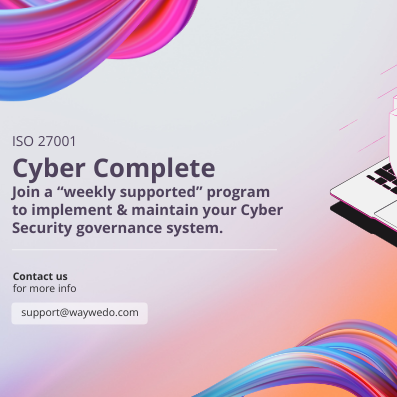 ISO 27001
Cyber Complete
Join a “weekly supported” program
to implement & maintain your Cyber
Security governance system.
Contact us
for more info
support@waywedo.com